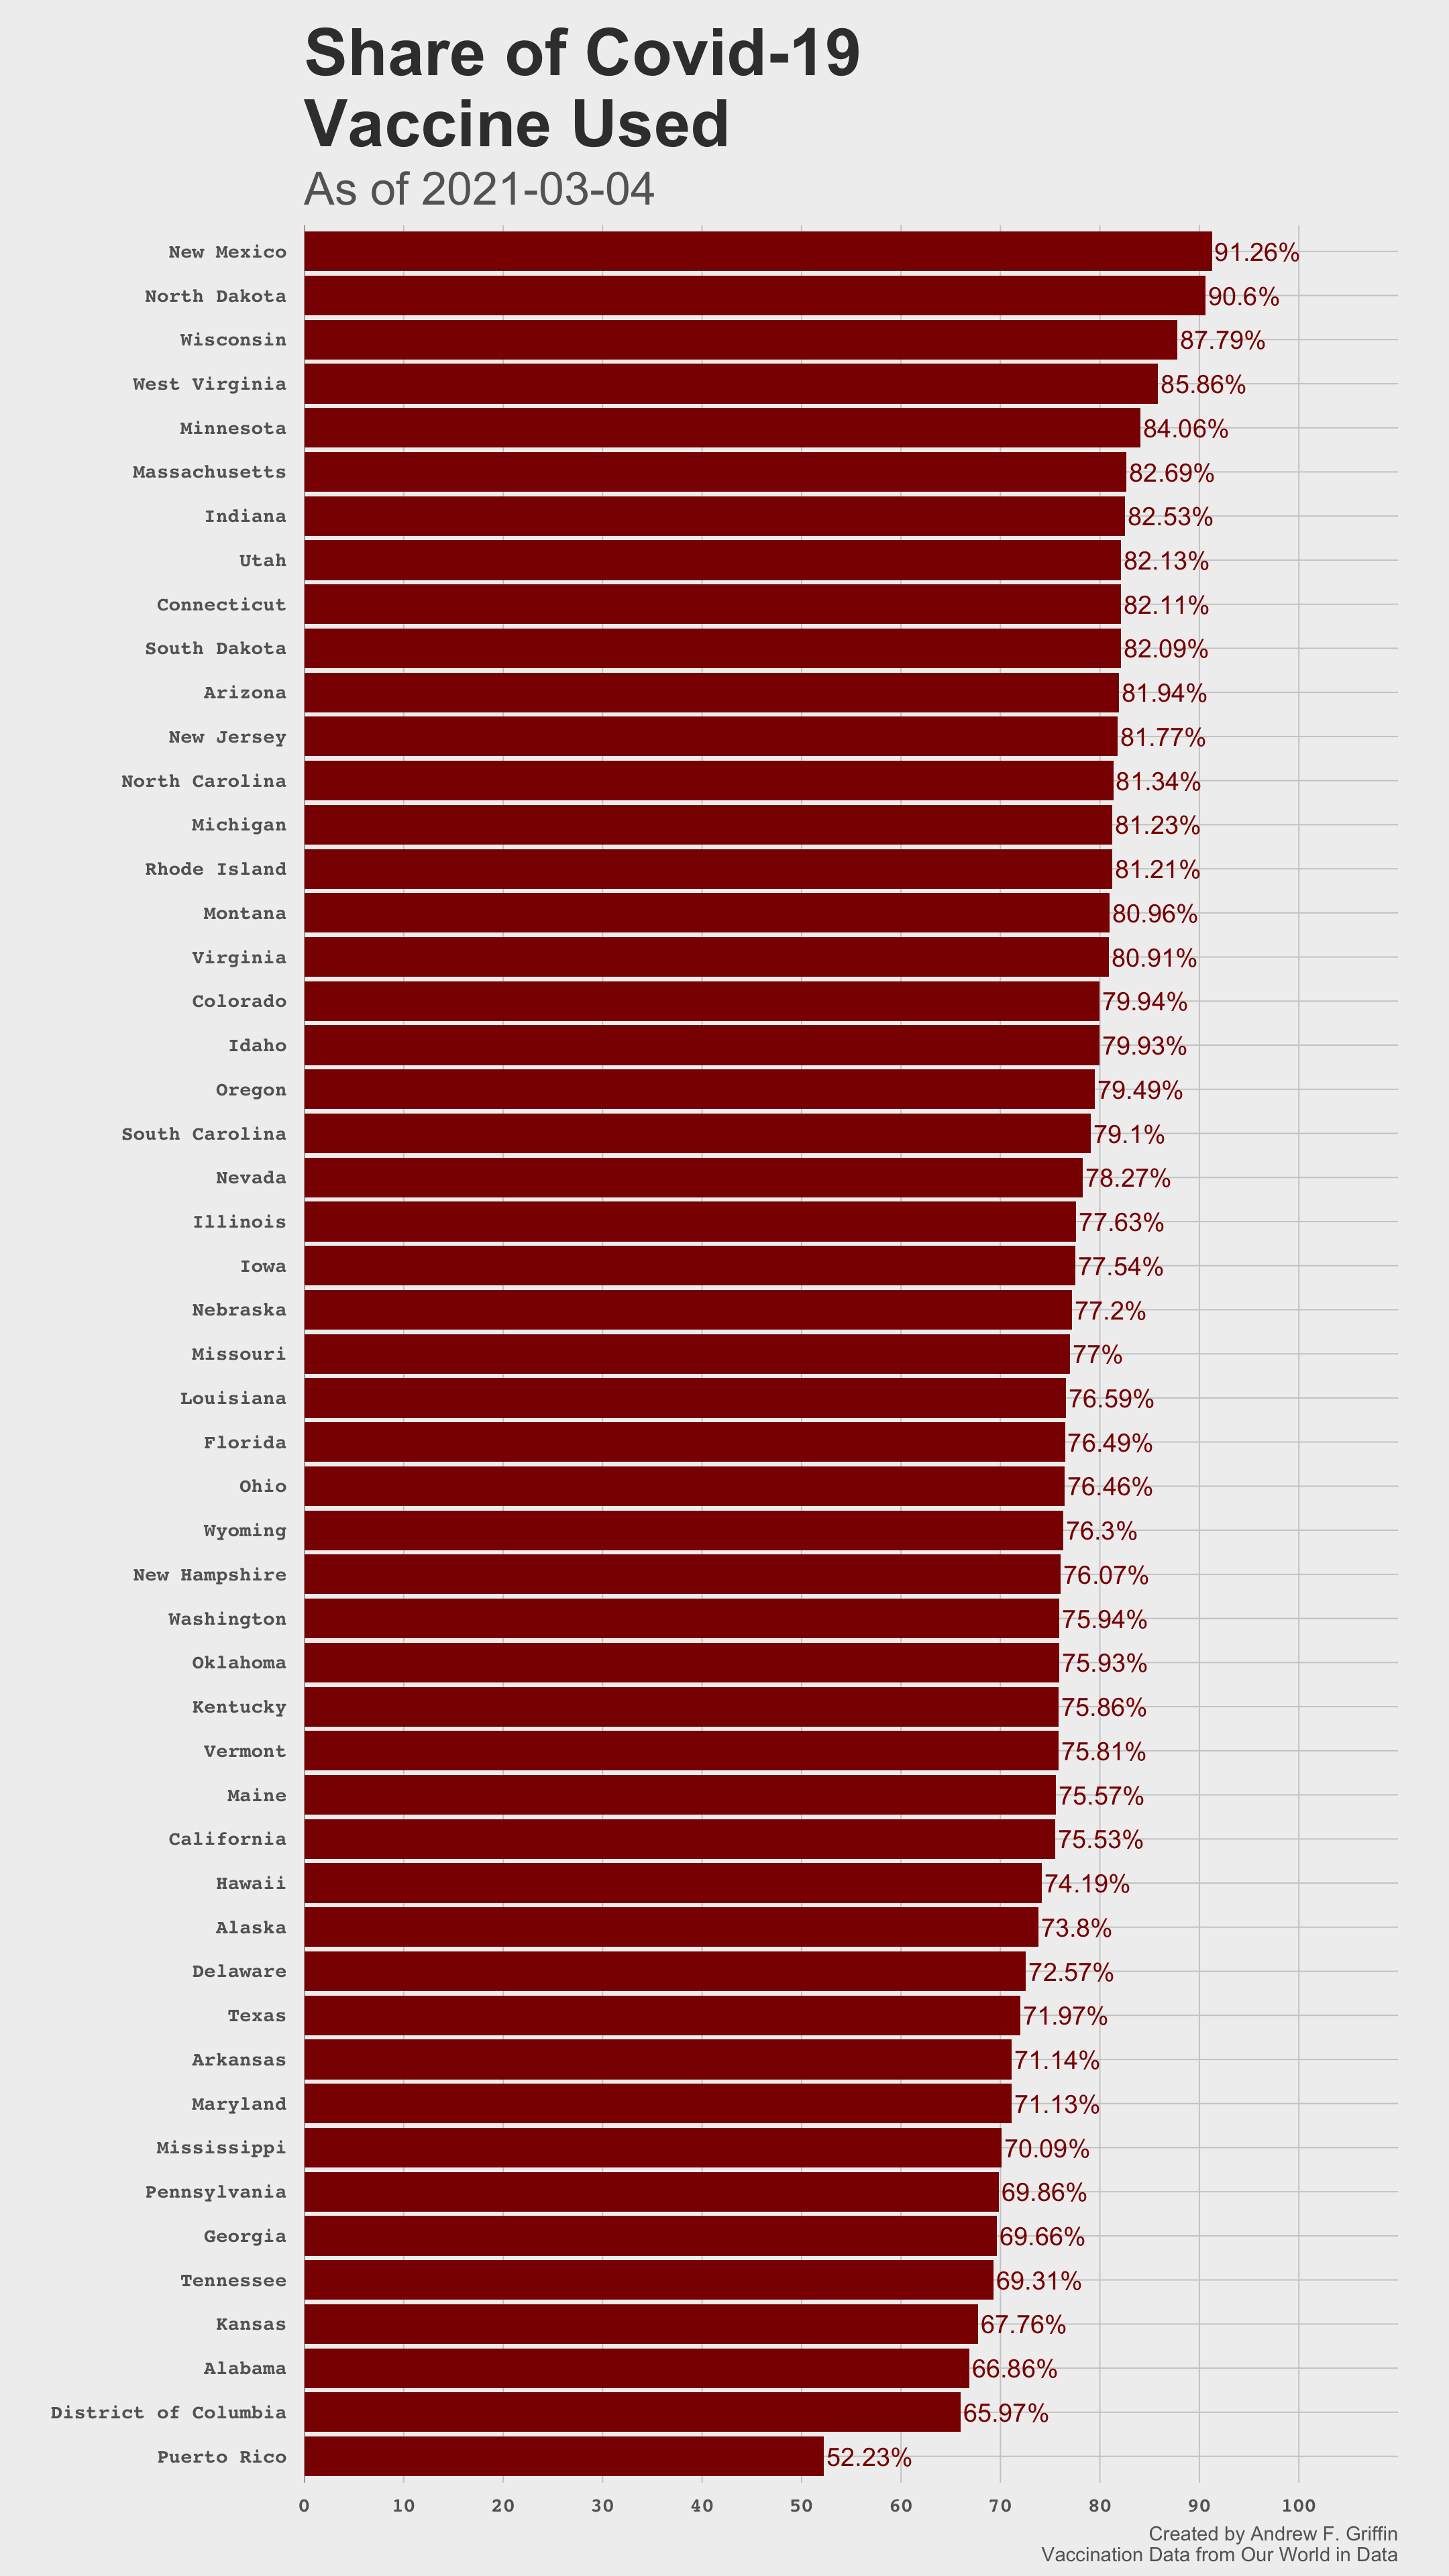 Share of Covid-19
Vaccine Used
As of 2021-03-04
New Mexico 91.26%
North Dakota 90.6%
Wisconsin 87.79%
West Virginia 85.86%
Minnesota 84.06%
Massachusetts 82.69%
Indiana 82.53%
Utah 82.13%
Connecticut 82.11%
South Dakota 82.09%
Arizona 81.94%
New Jersey 81.77%
North Carolina 81.34%
Michigan 81.23%
Rhode Island 81.21%
Montana 80.96%
Virginia 80.91%
Colorado 79.94%
Idaho 79.93%
Oregon 79.49%
South Carolina 79.1%
Nevada 78.27%
Illinois 77.63%
Iowa 77.54%
Nebraska 77.2%
Missouri 77%
Louisiana 76.59%
Florida 76.49%
Ohio 76.46%
Wyoming 76.3%
New Hampshire 76.07%
Washington 75.94%
Oklahoma 75.93%
Kentucky 75.86%
Vermont 75.81%
Maine 75.57%
California 75.53%
Hawaii 74.19%
Alaska 73.8%
Delaware 72.57%
Texas 71.97%
Arkansas 71.14%
Maryland 71.13%
Mississippi 70.09%
Pennsylvania 69.86%
Georgia 69.66%
Tennessee 69.31%
Kansas 67.76%
Alabama 66.86%
District of Columbia 65.97%
Puerto Rico 52.23%
0 10 20 30 40 50 60 70 80 90 100
Created by Andrew F. Griffin
Vaccination Data from Our World in Data